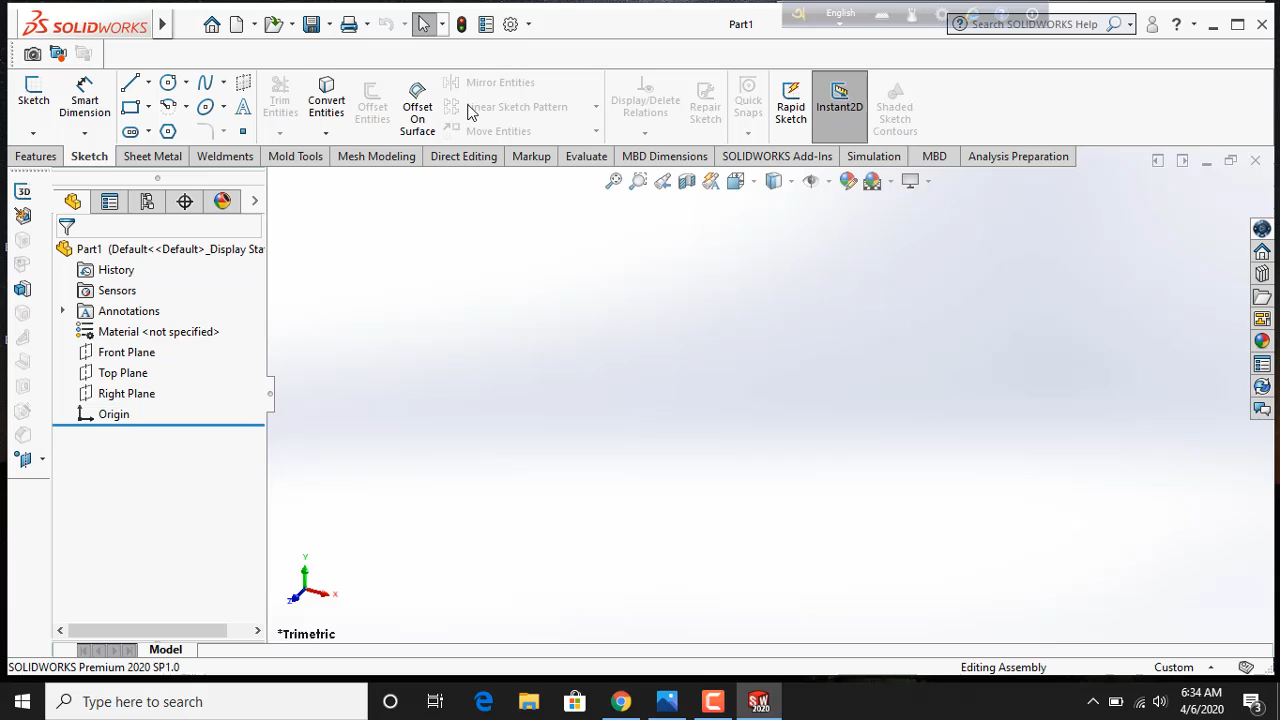 SOLIDWORKS
Part1
English
Search SOLIDWORKS Help
Sketch
Smart Dimension
Trim Entities
Convert Entities
Offset Entities
Offset On Surface
Mirror Entities
Linear Sketch Pattern
Move Entities
Display/Delete Relations
Repair Sketch
Quick Snaps
Rapid Sketch
Instant2D
Shaded Sketch Contours
Features
Sketch
Sheet Metal
Weldments
Mold Tools
Mesh Modeling
Direct Editing
Markup
Evaluate
MBD Dimensions
SOLIDWORKS Add-Ins
Simulation
MBD
Analysis Preparation
3D
Part1 (Default<<Default>_Display Sta
History
Sensors
Annotations
Material <not specified>
Front Plane
Top Plane
Right Plane
Origin
Y
X
Z
*Trimetric
Model
SOLIDWORKS Premium 2020 SP1.0
Editing Assembly
Custom
Type here to search
SW 2020
6:34 AM
4/6/2020
3